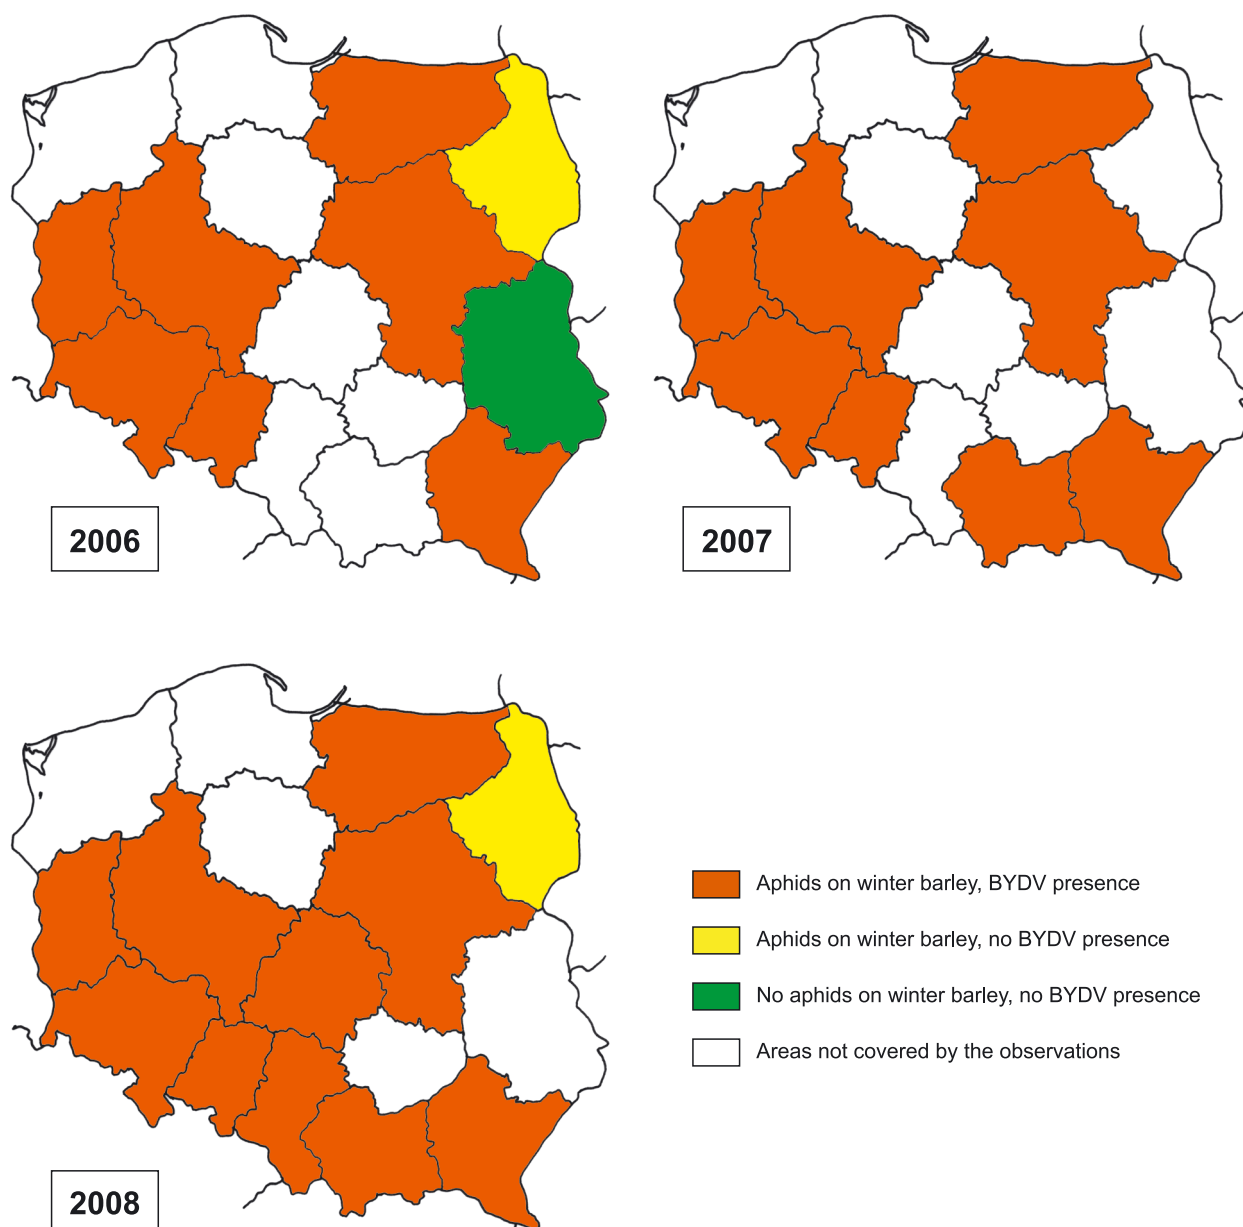 2006
2007
Aphids on winter barley, BYDV presence
Aphids on winter barley, no BYDV presence
No aphids on winter barley, no BYDV presence
Areas not covered by the observations
2008